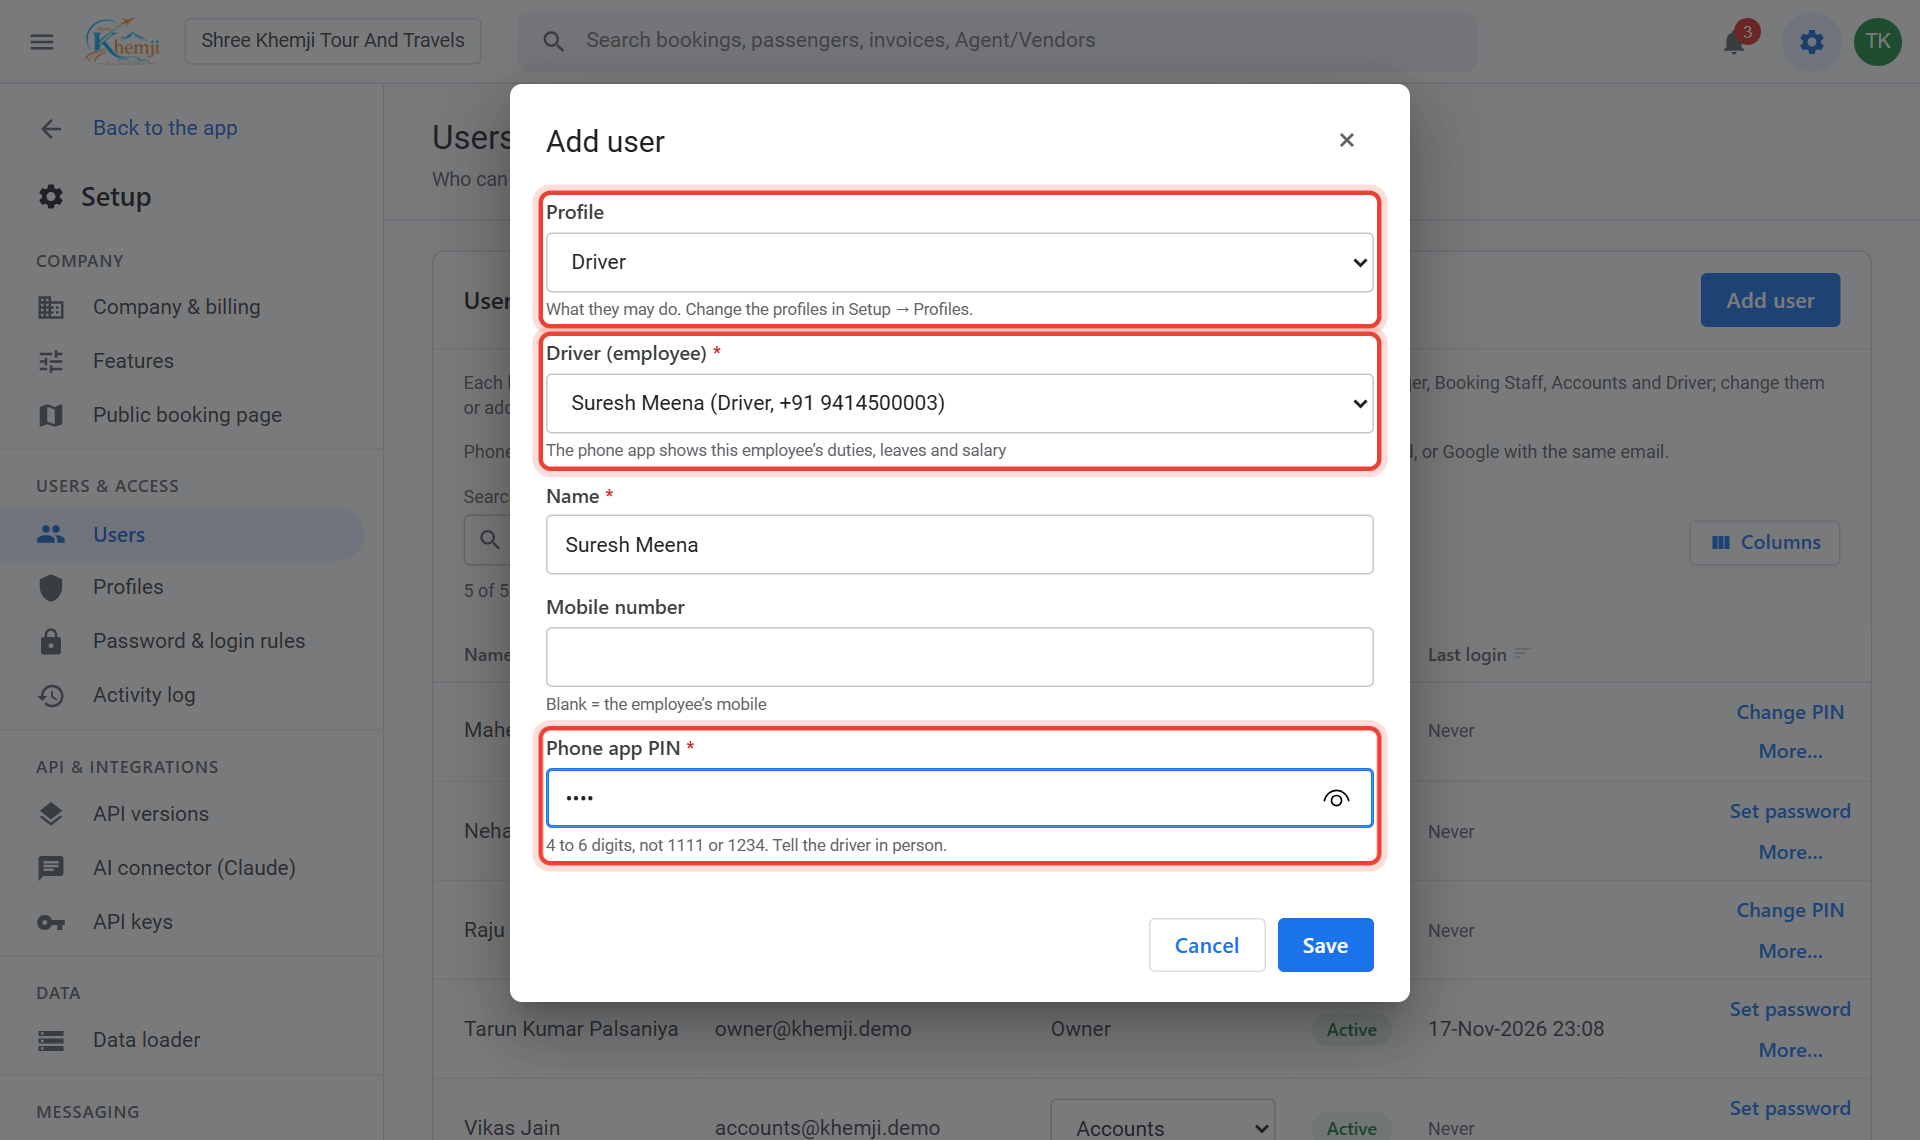 Khemji
Shree Khemji Tour And Travels
Search bookings, passengers, invoices, Agent/Vendors
3
TK
Back to the app
Setup
COMPANY
Company & billing
Features
Public booking page
USERS & ACCESS
Users
Profiles
Password & login rules
Activity log
API & INTEGRATIONS
API versions
AI connector (Claude)
API keys
DATA
Data loader
MESSAGING
Users
Who can
Add user
Each
or
Phone
Columns
5 of 5
Name
Last login
, Booking Staff, Accounts and Driver; change them
, or Google with the same email.
Never
Change PIN
More...
Never
Set password
More...
Raju
Never
Change PIN
More...
Tarun Kumar Palsaniya
owner@khemji.demo
Owner
Active
17-Nov-2026 23:08
Set password
More...
Vikas Jain
accounts@khemji.demo
Accounts
Active
Never
Set password
Add user
Profile
Driver
What they may do. Change the profiles in Setup → Profiles.
Driver (employee) *
Suresh Meena (Driver, +91 9414500003)
The phone app shows this employee’s duties, leaves and salary
Name *
Suresh Meena
Mobile number
Blank = the employee’s mobile
Phone app PIN *
••••
4 to 6 digits, not 1111 or 1234. Tell the driver in person.
Cancel
Save